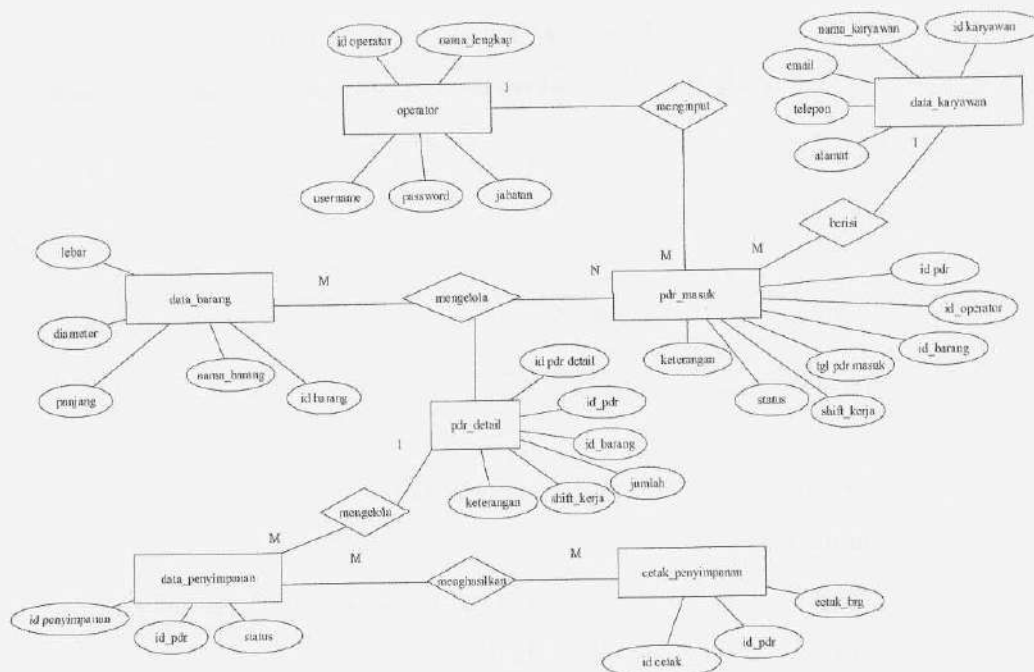 nama_karyawan
id karyawan
id operator
nama_lengkap
email
data_karyawan
operator
1
menginput
telepon
alamat
1
username
password
jabatan
berisi
lebar
M
M
N
M
data_barang
mengelola
pdr_masuk
id pdr
id_operator
diameter
keterangan
id_barang
nama_barang
id pdr detail
tgl pdr masuk
panjang
id barang
status
shift_kerja
id_pdr
pdr_detail
1
id_barang
jumlah
keterangan
shift_kerja
mengelola
M
M
M
data_penyimpanan
menghasilkan
cetak_penyimpanan
cetak_brg
id penyimpanan
id_pdr
status
id_pdr
id cetak